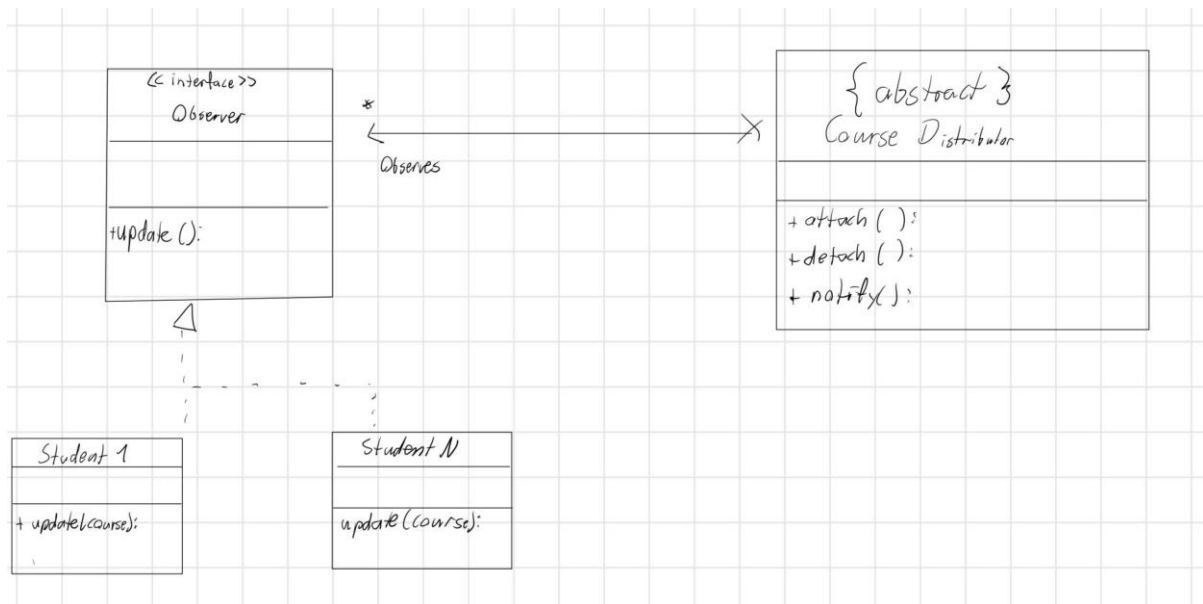 << interface >>
Observer
+update ():
*
Observes
{ abstract }
Course Distributor
+ attach ( ):
+ detach ( ):
+ notify():
Student 1
+ update(course):
Student N
update(course):